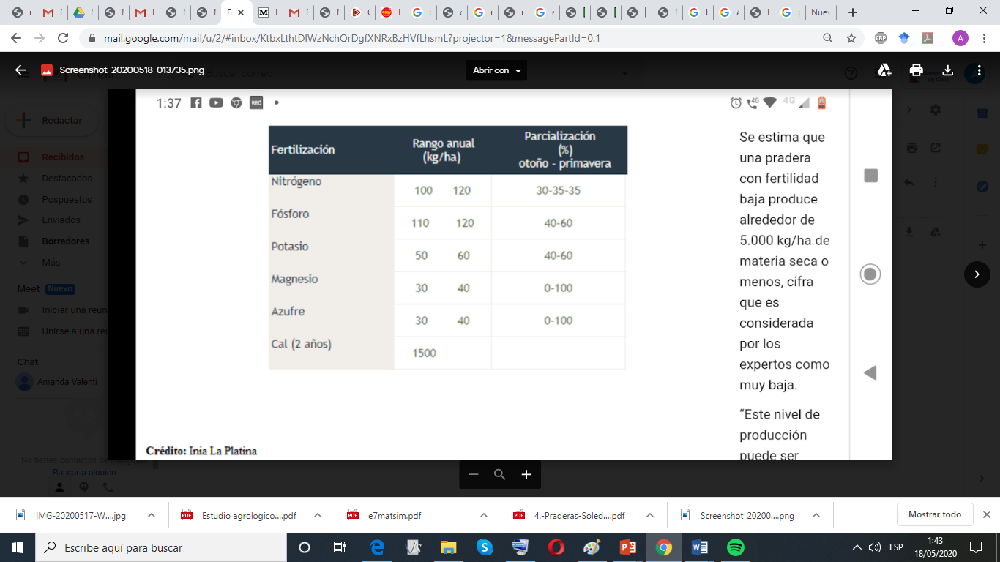 mail.google.com/mail/u/2/#inbox/KtbxLthtDlWzNchQrDgfXNRxBzHVfLhsmL?projector=1&messagePartId=0.1
Screenshot_20200518-013735.png
Buscar correo
Abrir con
Redactar
Recibidos
Destacados
Pospuestos
Enviados
Borradores
Más
Meet Nuevo
Iniciar una reun
Unirse a una re
Chat
Amanda Valenti
No tienes contactos de
Buscar a alguien
1:37
Red
4G
4G
Fertilización Rango anual (kg/ha) Parcialización (%) otoño - primavera
Nitrógeno 100 120 30-35-35
Fósforo 110 120 40-60
Potasio 50 60 40-60
Magnesio 30 40 0-100
Azufre 30 40 0-100
Cal (2 años) 1500
Crédito: Inia La Platina
Se estima que
una pradera
con fertilidad
baja produce
alrededor de
5.000 kg/ha de
materia seca o
menos, cifra
que es
considerada
por los
expertos como
muy baja.
“Este nivel de
producción
puede ser
IMG-20200517-W....jpg
Estudio agrologico....pdf
e7matsim.pdf
4.-Praderas-Soled....pdf
Screenshot_20200....png
Mostrar todo
Escribe aquí para buscar
ESP
1:43
18/05/2020